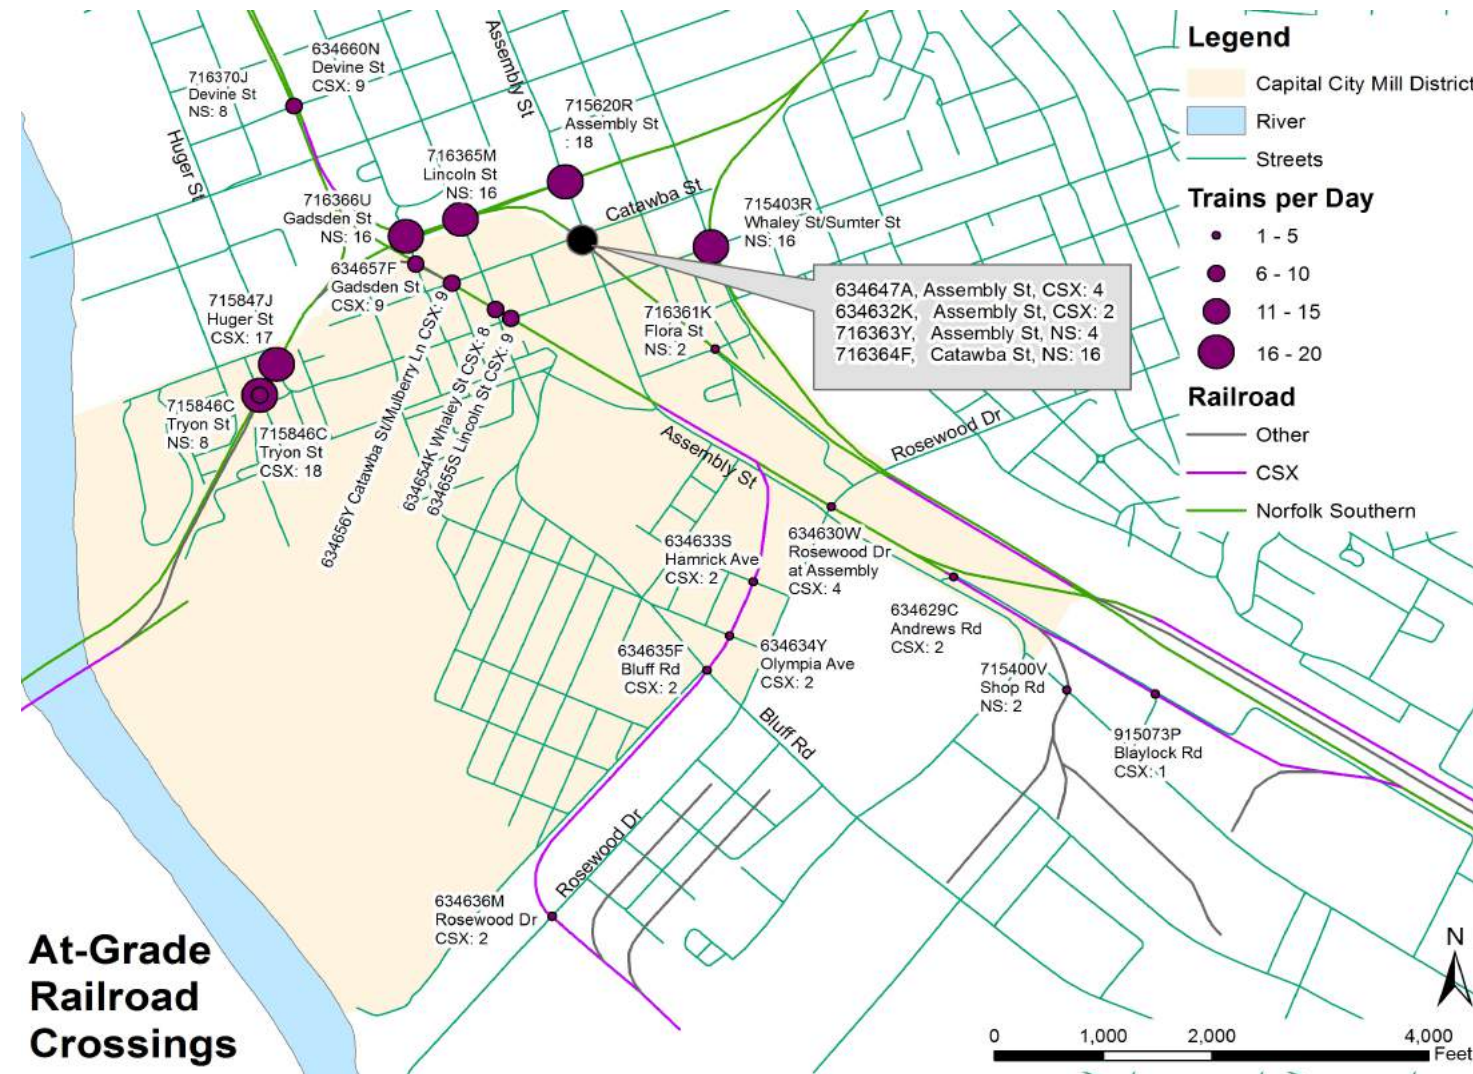 634660N
Devine St
CSX: 9
716370J
Devine St
NS: 8
Assembly St
715620R
Assembly St
: 18
Huger St
716365M
Lincoln St
NS: 16
716366U
Gadsden St
NS: 16
Catawba St
715403R
Whaley St/Sumter St
NS: 16
634657F
Gadsden St
CSX: 9
715847J
Huger St
CSX: 17
716361K
Flora St
NS: 2
634647A, Assembly St, CSX: 4
634632K, Assembly St, CSX: 2
716363Y, Assembly St, NS: 4
716364F, Catawba St, NS: 16
715846C
Tryon St
NS: 8
715846C
Tryon St
CSX: 18
634656Y Catawba St/Mulberry Ln CSX: 9
634654K Whaley St CSX: 8
634655S Lincoln St CSX: 9
Assembly St
Rosewood Dr
634633S
Hamrick Ave
CSX: 2
634630W
Rosewood Dr
at Assembly
CSX: 4
634629C
Andrews Rd
CSX: 2
634635F
Bluff Rd
CSX: 2
634634Y
Olympia Ave
CSX: 2
715400V
Shop Rd
NS: 2
Bluff Rd
915073P
Blaylock Rd
CSX: 1
Rosewood Dr
634636M
Rosewood Dr
CSX: 2
Legend
Capital City Mill District
River
Streets
Trains per Day
1 - 5
6 - 10
11 - 15
16 - 20
Railroad
Other
CSX
Norfolk Southern
At-Grade
Railroad
Crossings
N
0 1,000 2,000 4,000
Feet